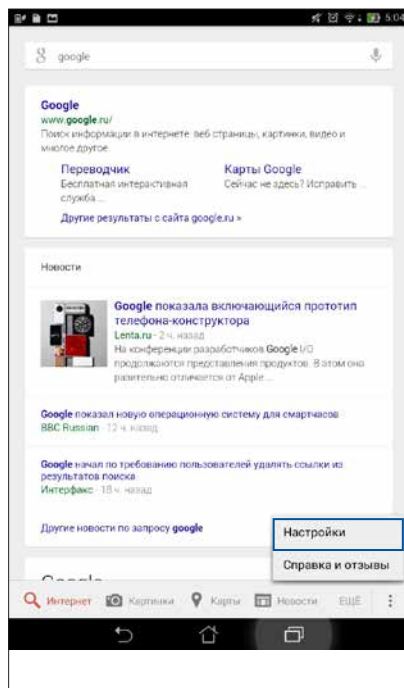 5:04
google
Google
www.google.ru/
Поиск информации в интернете: веб страницы, картинки, видео и
многое другое.
Переводчик
Бесплатная интерактивная
служба ...
Карты Google
Сейчас не здесь? Исправить ...
Другие результаты с сайта google.ru »
Новости
Google показала включающийся прототип
телефона-конструктора
Lenta.ru - 2 ч. назад
На конференции разработчиков Google I/O
продолжаются представления продуктов. В этом она
разительно отличается от Apple ...
Google показал новую операционную систему для смартчасов
BBC Russian - 12 ч. назад
Google начал по требованию пользователей удалять ссылки из
результатов поиска
Интерфакс - 18 ч. назад
Другие новости по запросу google
Настройки
Справка и отзывы
Google
Интернет
Картинки
Карты
Новости
ЕЩЁ